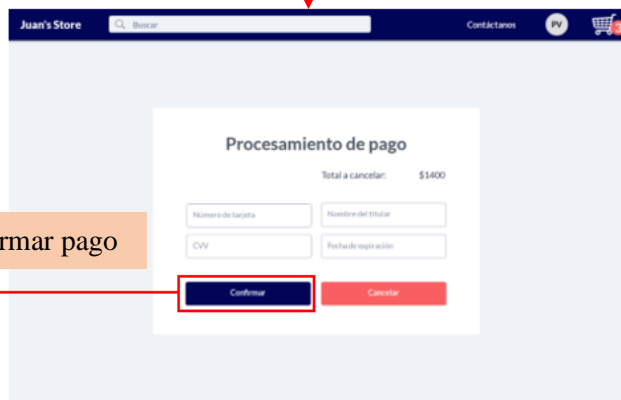 Juan's Store Buscar Contáctanos PV 3
Procesamiento de pago
Total a cancelar: $1400
Número de tarjeta Nombre del titular
rmar pago
CVV Fecha de expiración
Confirmar Cancelar